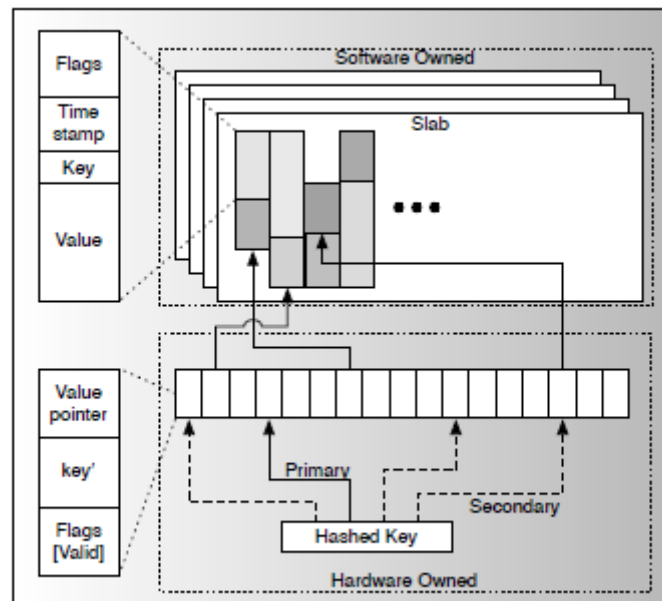 Flags
Time
stamp
Key
Value
Software Owned
Slab
Value
pointer
key'
Flags
[Valid]
Primary
Secondary
Hashed Key
Hardware Owned